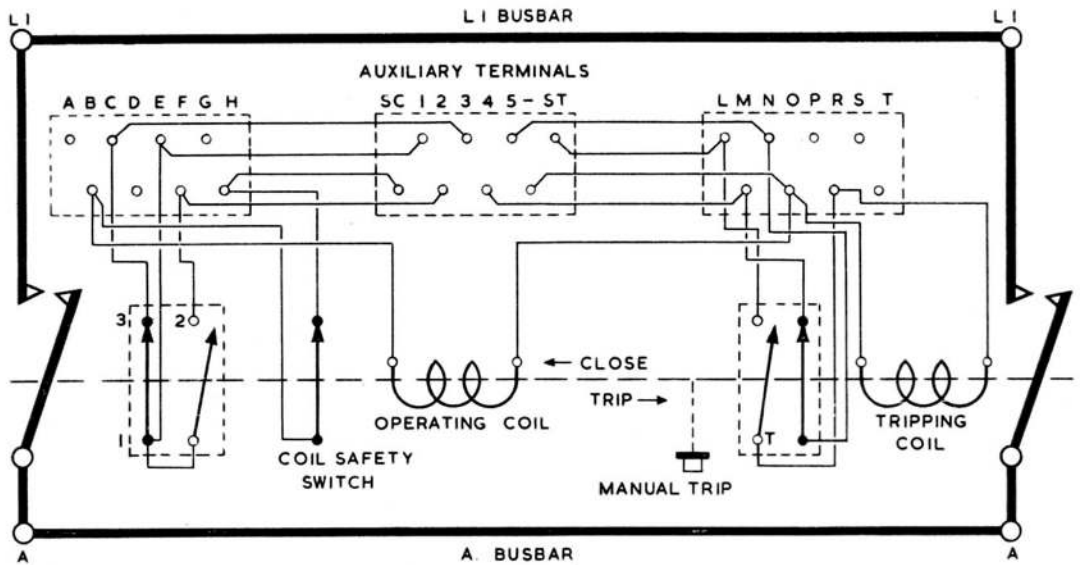 L1 L1 BUSBAR L1
AUXILIARY TERMINALS
A B C D E F G H SC 1 2 3 4 5 - ST L M N O P R S T
3 2
← CLOSE
TRIP →
OPERATING COIL
TRIPPING
COIL
1 T
COIL SAFETY
SWITCH
MANUAL TRIP
A A. BUSBAR A